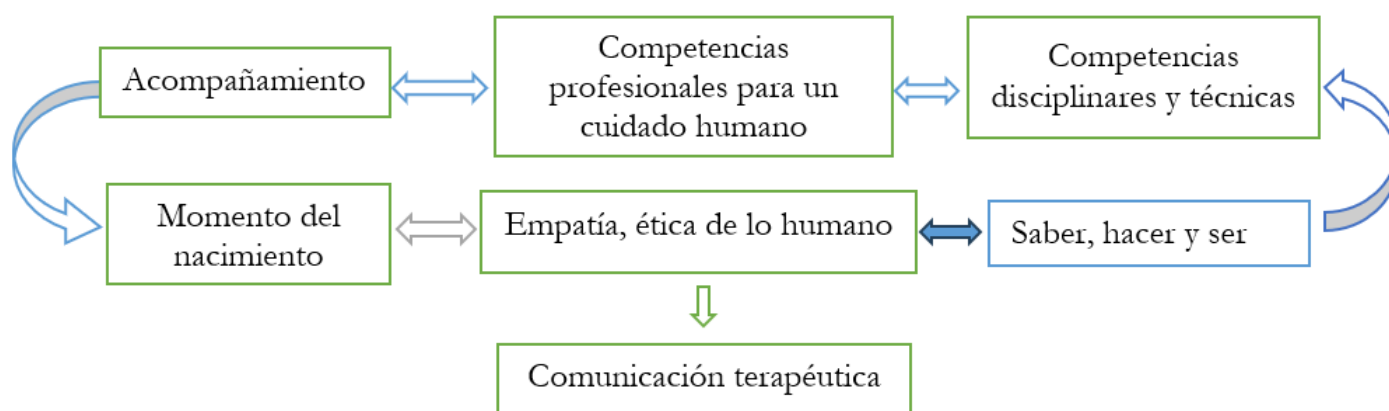 Acompañamiento
Competencias
profesionales para un
cuidado humano
Competencias
disciplinares y técnicas
Momento del
nacimiento
Empatía, ética de lo humano
Saber, hacer y ser
Comunicación terapéutica